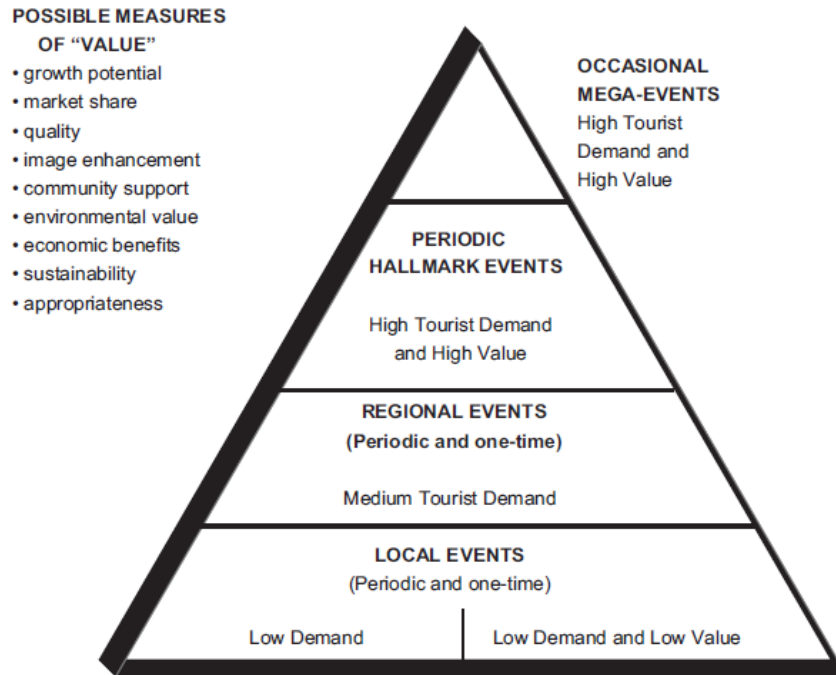 POSSIBLE MEASURES
OF “VALUE”
• growth potential
• market share
• quality
• image enhancement
• community support
• environmental value
• economic benefits
• sustainability
• appropriateness
OCCASIONAL
MEGA-EVENTS
High Tourist
Demand and
High Value
PERIODIC
HALLMARK EVENTS
High Tourist Demand
and High Value
REGIONAL EVENTS
(Periodic and one-time)
Medium Tourist Demand
LOCAL EVENTS
(Periodic and one-time)
Low Demand
Low Demand and Low Value